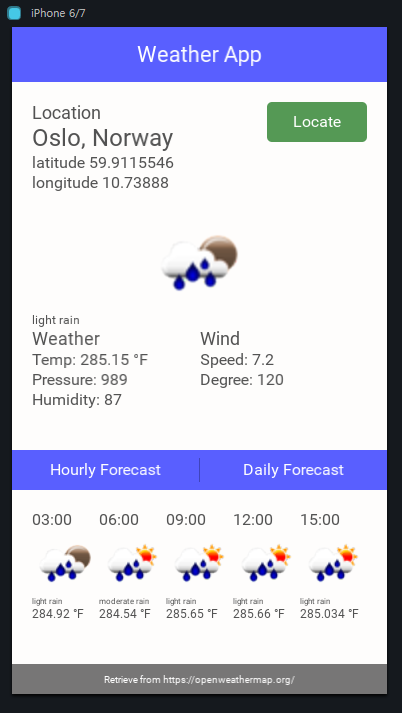 iPhone 6/7
Weather App
Location
Oslo, Norway
latitude 59.9115546
longitude 10.73888
Locate
light rain
Weather
Temp: 285.15 °F
Pressure: 989
Humidity: 87
Wind
Speed: 7.2
Degree: 120
Hourly Forecast
Daily Forecast
03:00 06:00 09:00 12:00 15:00
light rain moderate rain light rain light rain light rain
284.92 °F 284.54 °F 285.65 °F 285.66 °F 285.034 °F
Retrieve from https://openweathermap.org/